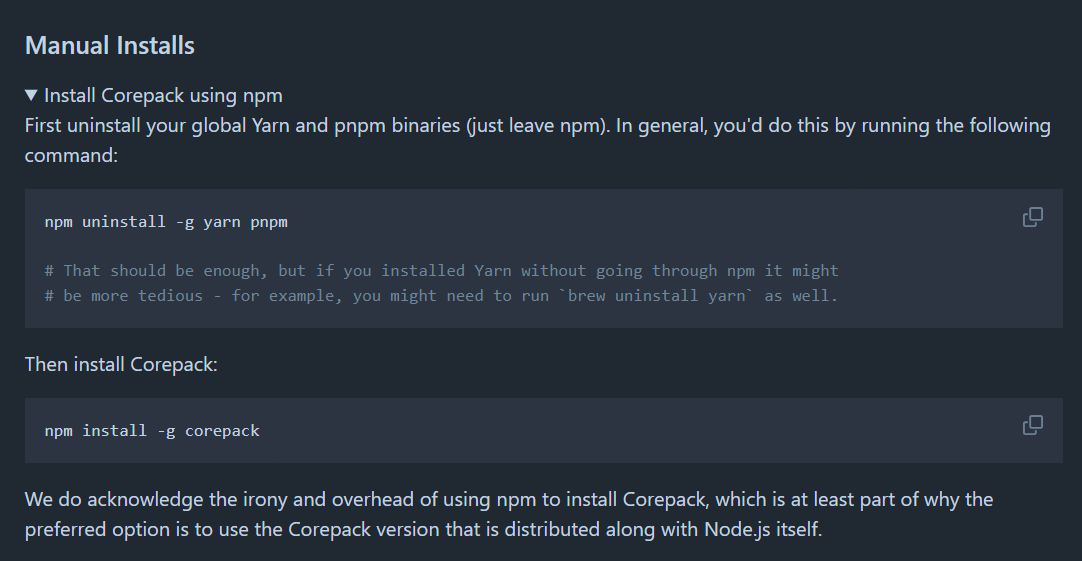 Manual Installs
▼ Install Corepack using npm
First uninstall your global Yarn and pnpm binaries (just leave npm). In general, you'd do this by running the following
command:
npm uninstall -g yarn pnpm
# That should be enough, but if you installed Yarn without going through npm it might
# be more tedious - for example, you might need to run `brew uninstall yarn` as well.
Then install Corepack:
npm install -g corepack
We do acknowledge the irony and overhead of using npm to install Corepack, which is at least part of why the
preferred option is to use the Corepack version that is distributed along with Node.js itself.